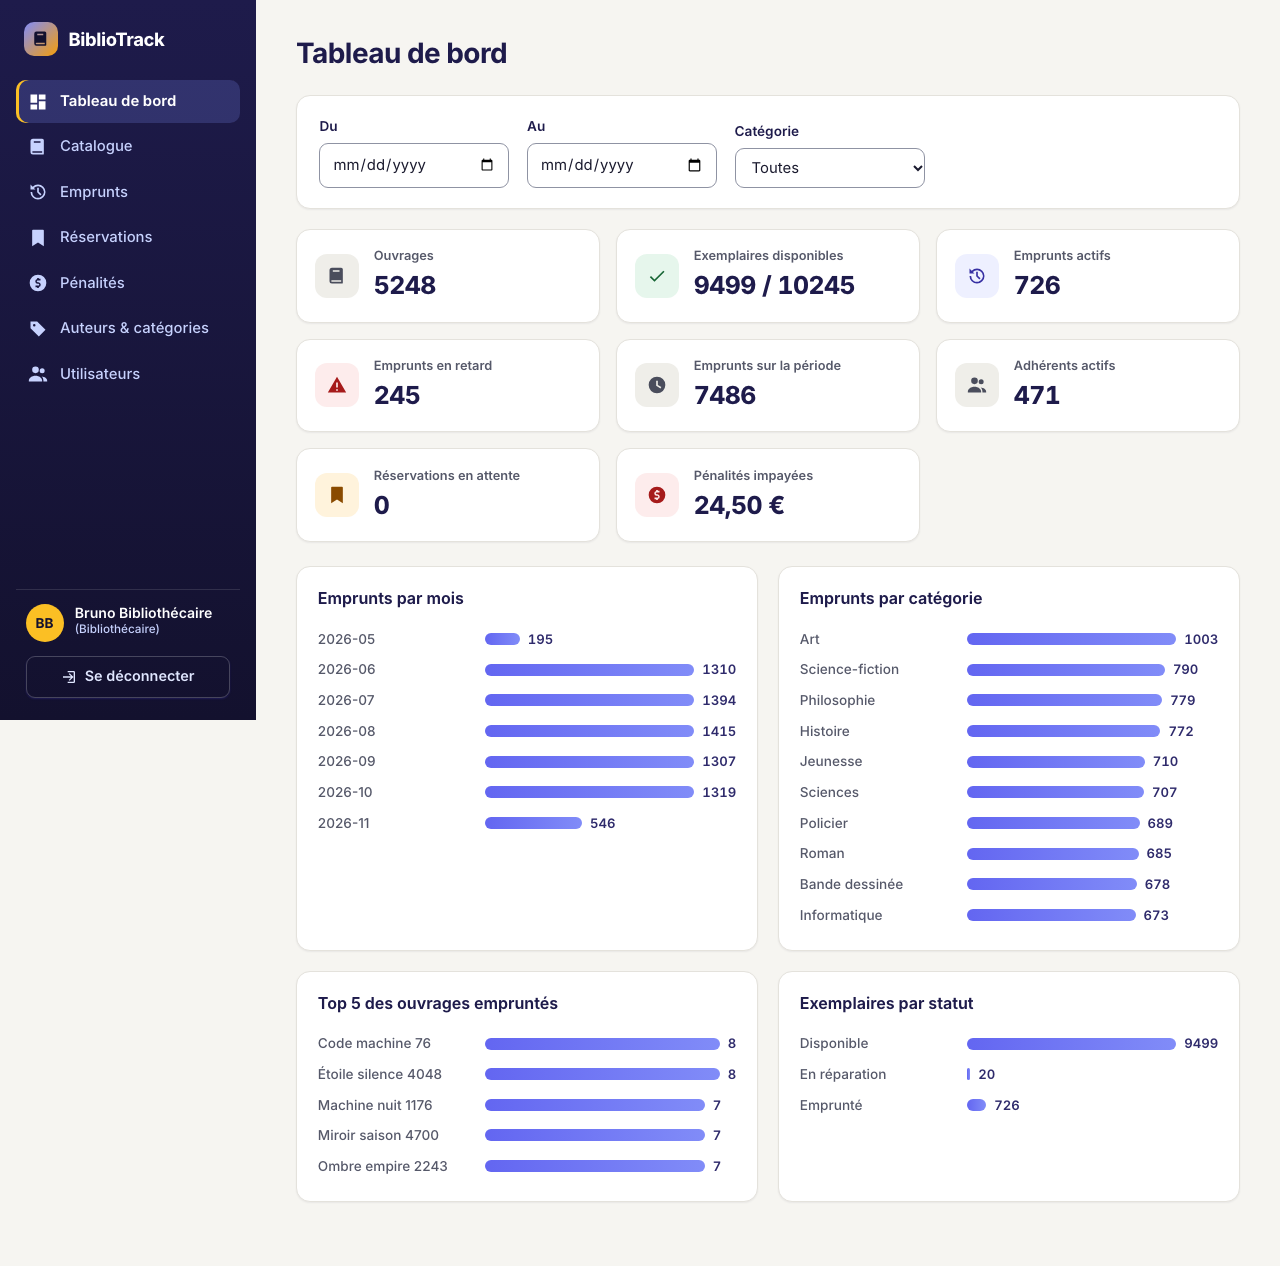 BiblioTrack
Tableau de bord
Catalogue
Emprunts
Réservations
Pénalités
Auteurs & catégories
Utilisateurs
BB
Bruno Bibliothécaire
(Bibliothécaire)
Se déconnecter
Tableau de bord
Du
mm/dd/yyyy
Au
mm/dd/yyyy
Catégorie
Toutes
Ouvrages
5248
Exemplaires disponibles
9499 / 10245
Emprunts actifs
726
Emprunts en retard
245
Emprunts sur la période
7486
Adhérents actifs
471
Réservations en attente
0
Pénalités impayées
24,50 €
Emprunts par mois
2026-05 195
2026-06 1310
2026-07 1394
2026-08 1415
2026-09 1307
2026-10 1319
2026-11 546
Emprunts par catégorie
Art 1003
Science-fiction 790
Philosophie 779
Histoire 772
Jeunesse 710
Sciences 707
Policier 689
Roman 685
Bande dessinée 678
Informatique 673
Top 5 des ouvrages empruntés
Code machine 76 8
Étoile silence 4048 8
Machine nuit 1176 7
Miroir saison 4700 7
Ombre empire 2243 7
Exemplaires par statut
Disponible 9499
En réparation 20
Emprunté 726